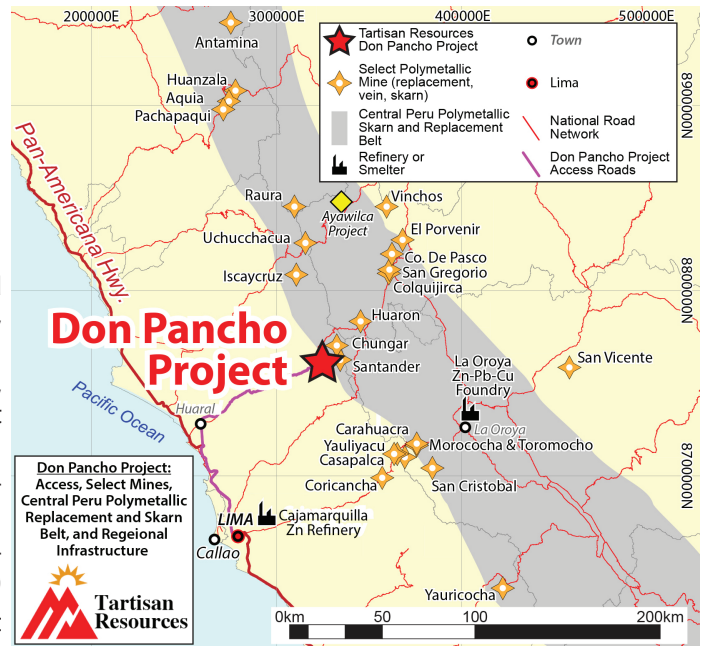 200000E
300000E
400000E
500000E
8900000N
8800000N
8700000N
Tartisan Resources
Don Pancho Project
Select Polymetallic
Mine (replacement,
vein, skarn)
Central Peru Polymetallic
Skarn and Replacement
Belt
Refinery or
Smelter
Town
Lima
National Road
Network
Don Pancho Project
Access Roads
Antamina
Huanzala
Aquia
Pachapaqui
Pan-Americana Hwy.
Raura
Ayawilca
Project
Vinchos
Uchucchacua
El Porvenir
Co. De Pasco
San Gregorio
Colquijirca
Iscaycruz
Huaron
Don Pancho
Project
Chungar
Santander
San Vicente
La Oroya
Zn-Pb-Cu
Foundry
La Oroya
Pacific Ocean
Huaral
Carahuacra
Morococha & Toromocho
Yauliyacu
Casapalca
Coricancha
San Cristobal
LIMA
Cajamarquilla
Zn Refinery
Callao
Yauricocha
Don Pancho Project:
Access, Select Mines,
Central Peru Polymetallic
Replacement and Skarn
Belt, and Regeional
Infrastructure
Tartisan
Resources
0km
50
100
200km